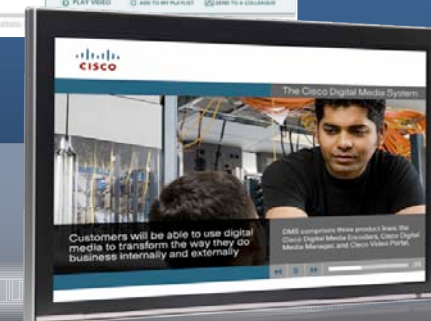 PLAY VIDEO
ADD TO MY PLAYLIST
SEND TO A COLLEAGUE
CISCO
The Cisco Digital Media System
Customers will be able to use digital
media to transform the way they do
business internally and externally
DMS comprises three product lines: the
Cisco Digital Media Encoders, Cisco Digital
Media Manager, and Cisco Video Portal.